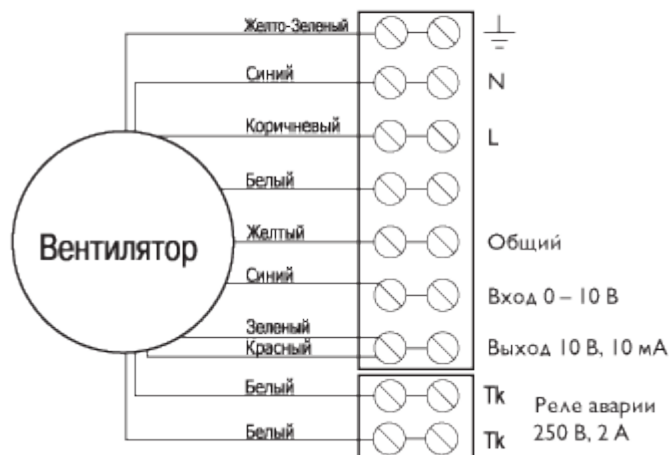 Желто-Зеленый
Синий
N
Коричневый
L
Белый
Вентилятор
Желтый
Общий
Синий
Вход 0 – 10 В
Зеленый
Красный
Выход 10 В, 10 мА
Белый
Tk
Реле аварии
250 В, 2 А
Белый
Tk